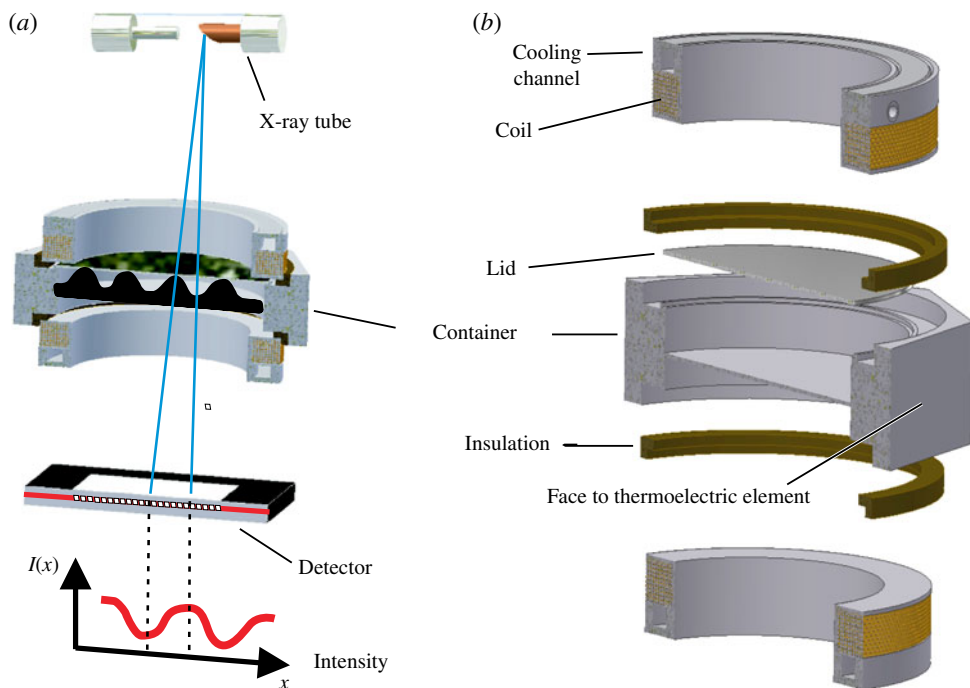 (a)
X-ray tube
Container
Detector
I(x)
Intensity
x
(b)
Cooling
channel
Coil
Lid
Insulation
Face to thermoelectric element